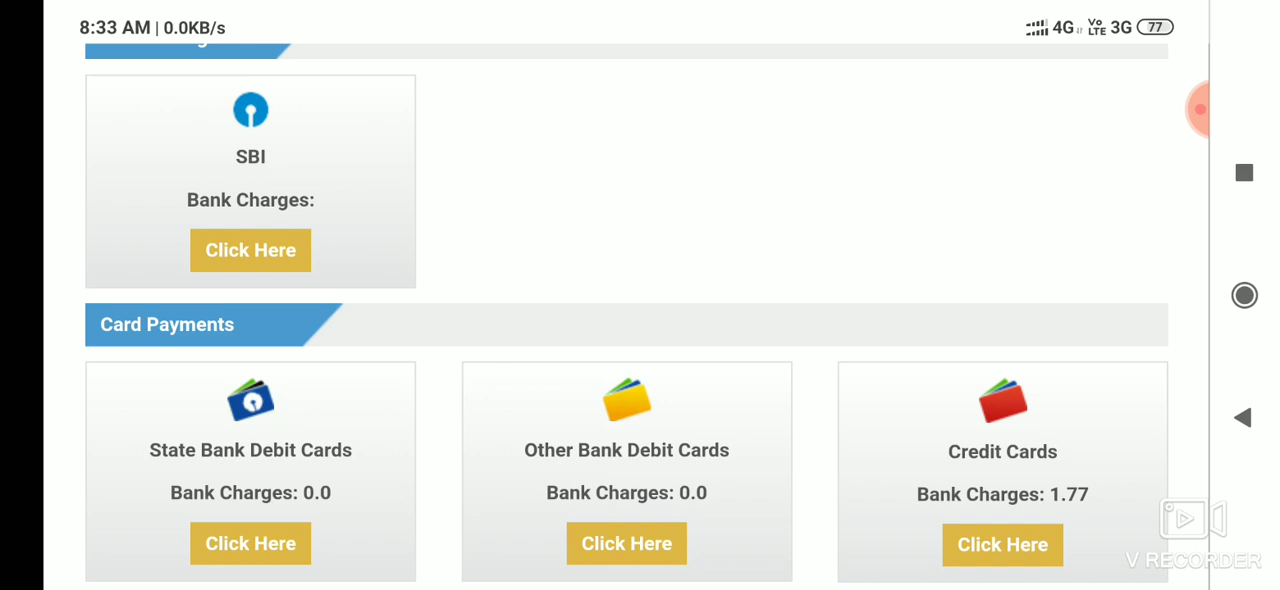 8:33 AM | 0.0KB/s
4G Vo LTE 3G 77
SBI
Bank Charges:
Click Here
Card Payments
State Bank Debit Cards
Bank Charges: 0.0
Click Here
Other Bank Debit Cards
Bank Charges: 0.0
Click Here
Credit Cards
Bank Charges: 1.77
Click Here
V RECORDER